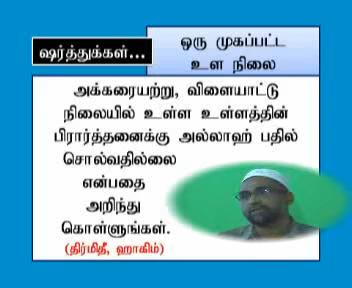 ஷர்த்துக்கள்...
ஒரு முகப்பட்ட
உள நிலை
அக்கரையற்று, விளையாட்டு
நிலையில் உள்ள உள்ளத்தின்
பிரார்த்தனைக்கு அல்லாஹ் பதில்
சொல்வதில்லை
என்பதை
அறிந்து
கொள்ளுங்கள்.
(திர்மிதீ, ஹாகிம்)